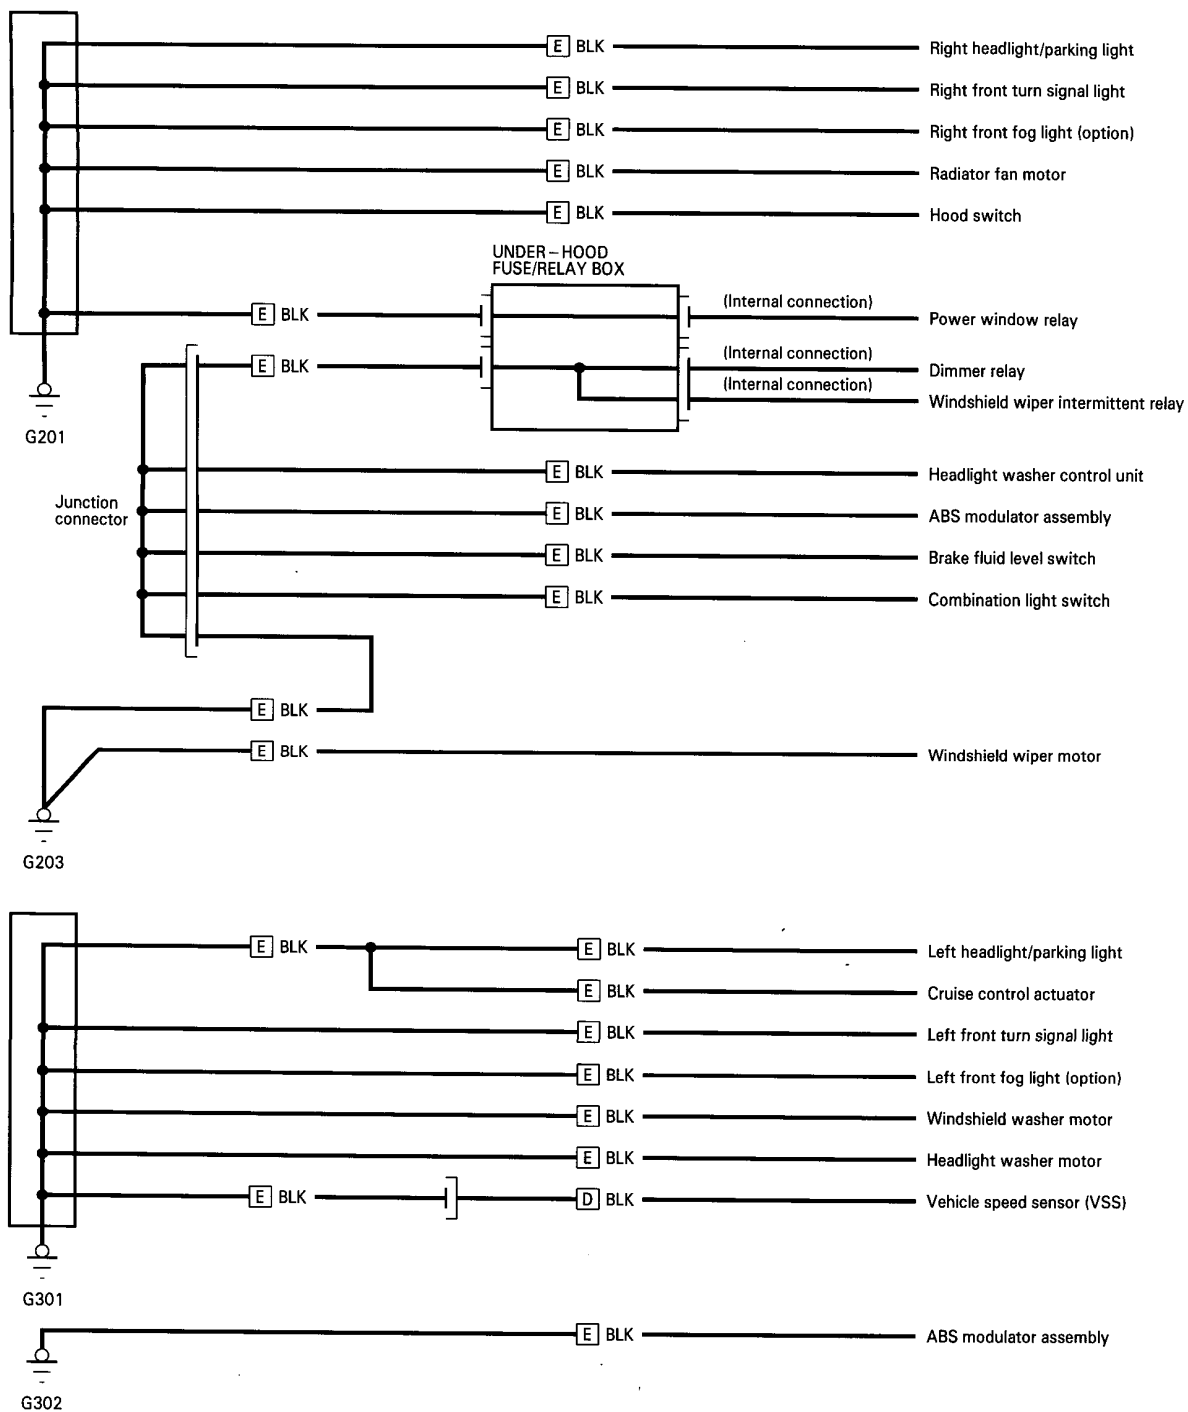 E BLK Right headlight/parking light
E BLK Right front turn signal light
E BLK Right front fog light (option)
E BLK Radiator fan motor
E BLK Hood switch
UNDER-HOOD
FUSE/RELAY BOX
(Internal connection)
E BLK Power window relay
(Internal connection)
E BLK Dimmer relay
(Internal connection)
Windshield wiper intermittent relay
G201
E BLK Headlight washer control unit
Junction
connector
E BLK ABS modulator assembly
E BLK Brake fluid level switch
E BLK Combination light switch
E BLK
E BLK Windshield wiper motor
G203
E BLK E BLK Left headlight/parking light
E BLK Cruise control actuator
E BLK Left front turn signal light
E BLK Left front fog light (option)
E BLK Windshield washer motor
E BLK Headlight washer motor
E BLK D BLK Vehicle speed sensor (VSS)
G301
E BLK ABS modulator assembly
G302